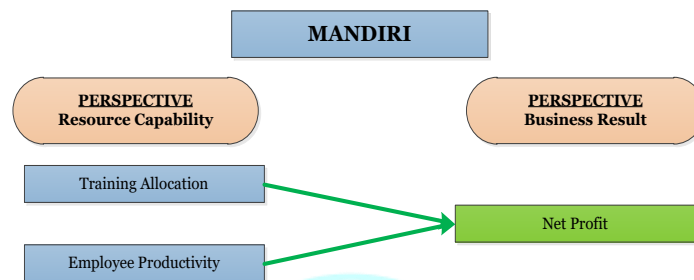 MANDIRI
PERSPECTIVE
Resource Capability
PERSPECTIVE
Business Result
Training Allocation
Net Profit
Employee Productivity